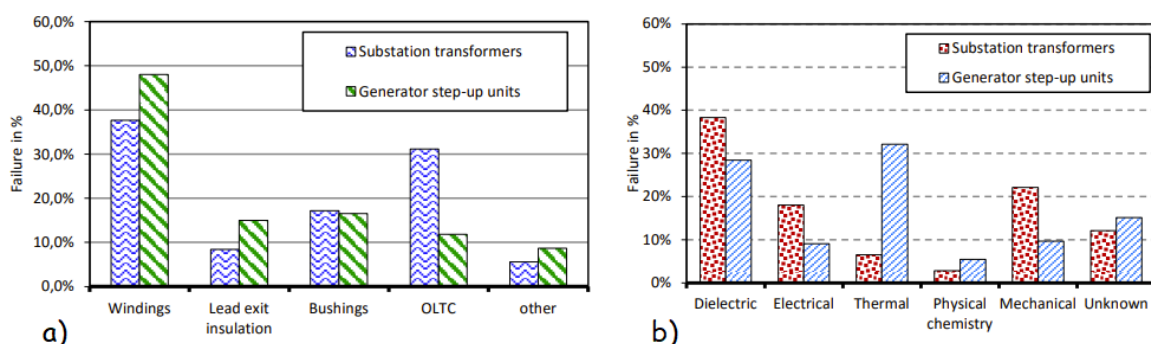 60,0%
50,0%
40,0%
30,0%
20,0%
10,0%
0,0%
Failure in %
Substation transformers
Generator step-up units
Windings
Lead exit
insulation
Bushings
OLTC
other
a)
60%
50%
40%
30%
20%
10%
0%
Failure in %
Substation transformers
Generator step-up units
Dielectric
Electrical
Thermal
Physical
chemistry
Mechanical
Unknown
b)